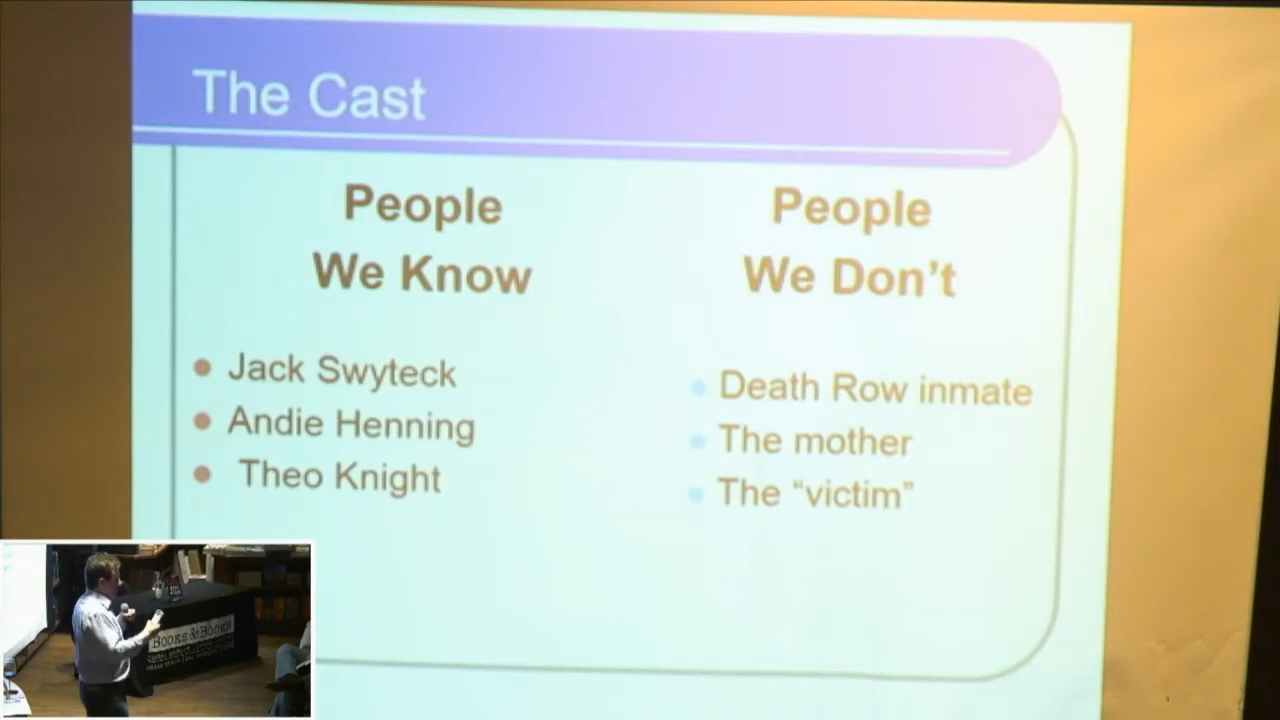 The Cast
People
We Know
Jack Swyteck
Andie Henning
Theo Knight
People
We Don't
Death Row inmate
The mother
The “victim”
BOOKS & BOOKS